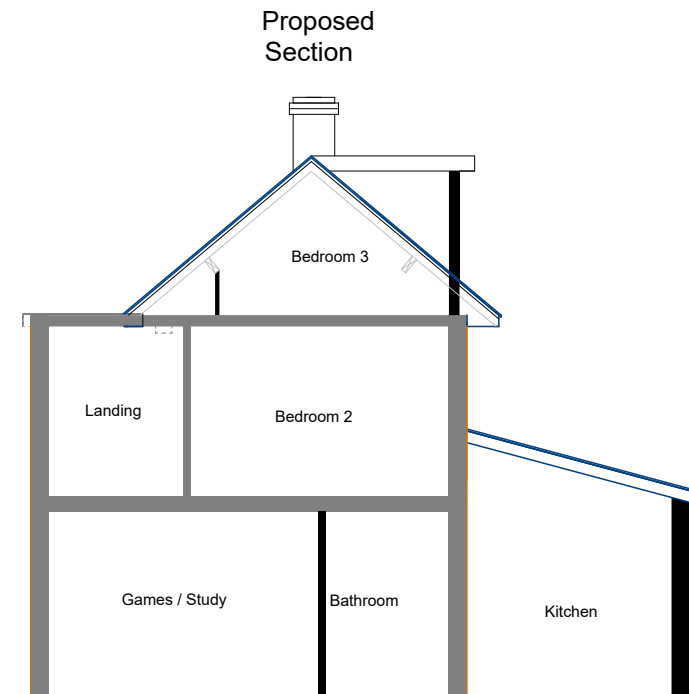 Proposed
Section
Bedroom 3
Landing
Bedroom 2
Games / Study
Bathroom
Kitchen